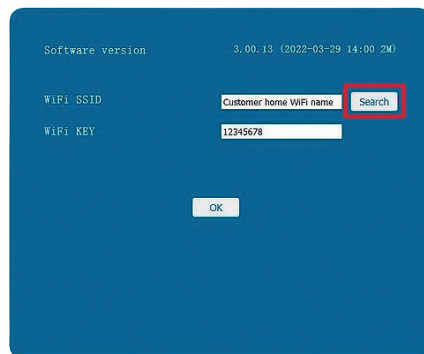 Software version 3.00.13 (2022-03-29 14:00 2M)
WiFi SSID Customer home WiFi name Search
WiFi KEY 12345678
OK